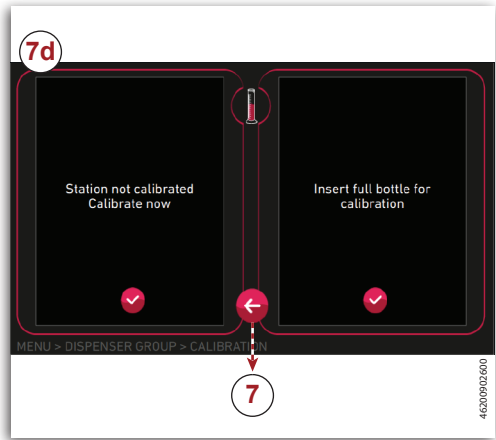 7d
Station not calibrated
Calibrate now
Insert full bottle for
calibration
MENU > DISPENSER GROUP > CALIBRATION
7
46200902600